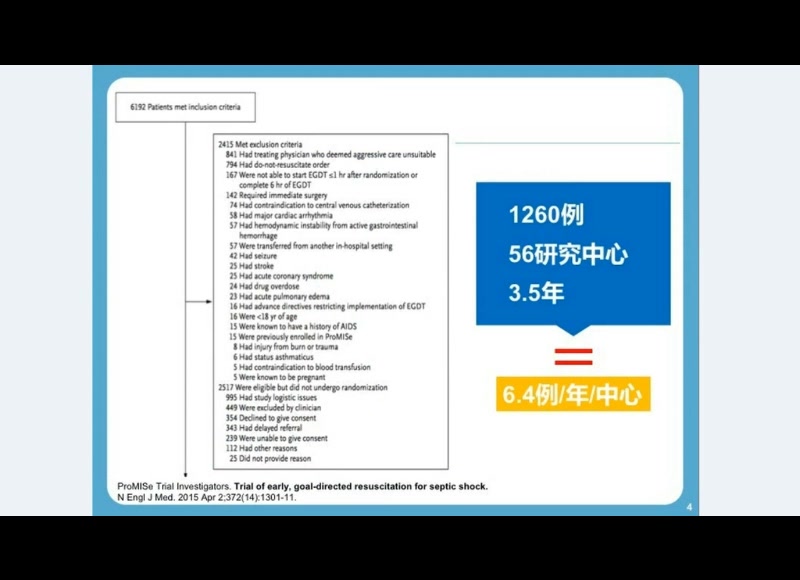 6192 Patients met inclusion criteria
2415 Met exclusion criteria
841 Had treating physician who deemed aggressive care unsuitable
794 Had do-not-resuscitate order
167 Were not able to start EGDT ≤1 hr after randomization or
complete 6 hr of EGDT
142 Required immediate surgery
74 Had contraindication to central venous catheterization
58 Had major cardiac arrhythmia
57 Had hemodynamic instability from active gastrointestinal
hemorrhage
57 Were transferred from another in-hospital setting
42 Had seizure
25 Had stroke
25 Had acute coronary syndrome
24 Had drug overdose
23 Had acute pulmonary edema
16 Had advance directives restricting implementation of EGDT
16 Were <18 yr of age
15 Were known to have a history of AIDS
15 Were previously enrolled in ProMISe
8 Had injury from burn or trauma
6 Had status asthmaticus
5 Had contraindication to blood transfusion
5 Were known to be pregnant
2517 Were eligible but did not undergo randomization
995 Had study logistic issues
449 Were excluded by clinician
354 Declined to give consent
343 Had delayed referral
239 Were unable to give consent
112 Had other reasons
25 Did not provide reason
1260例
56研究中心
3.5年
=
6.4例/年/中心
ProMISe Trial Investigators. Trial of early, goal-directed resuscitation for septic shock.
N Engl J Med. 2015 Apr 2;372(14):1301-11.
4